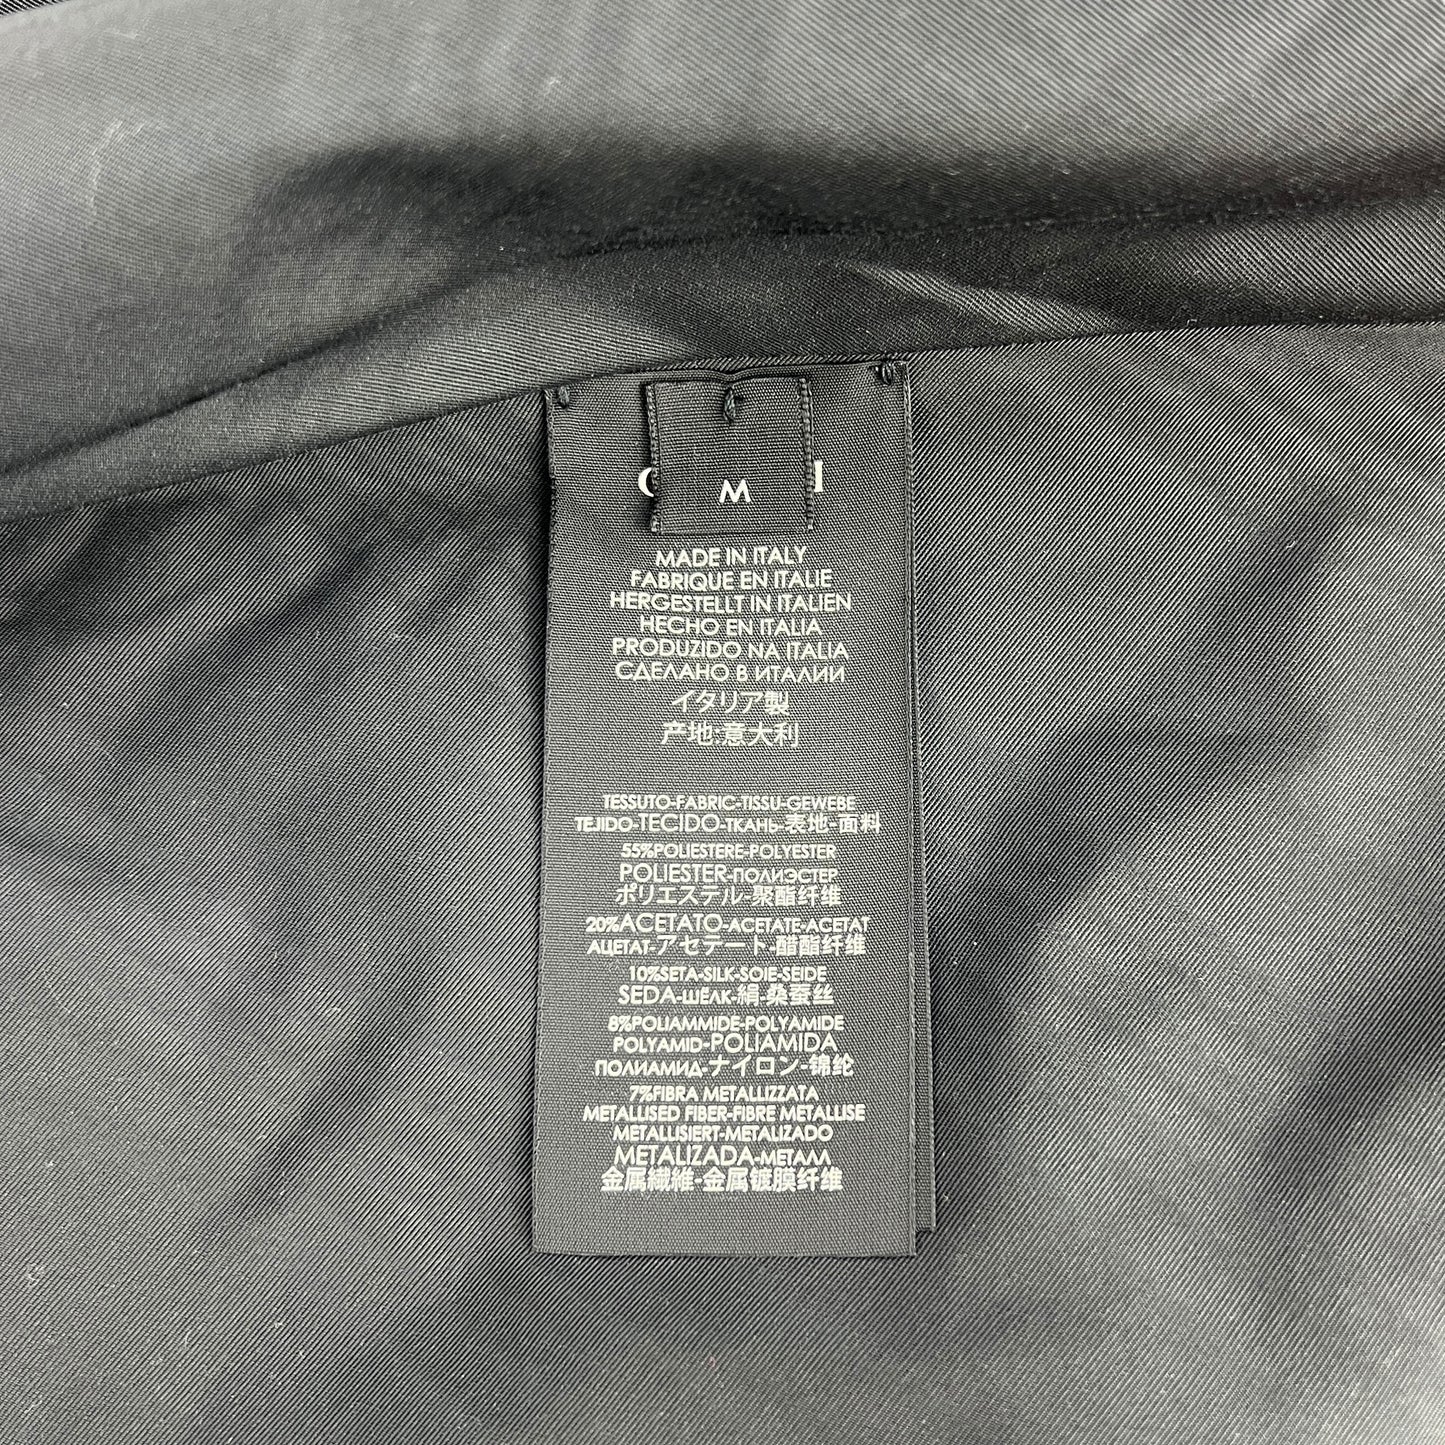 M
MADE IN ITALY
FABRIQUE EN ITALIE
HERGESTELLT IN ITALIEN
HECHO EN ITALIA
PRODUZIDO NA ITALIA
СДЕЛАНО В ИТАЛИИ
イタリア製
产地:意大利
TESSUTO-FABRIC-TISSU-GEWEBE
TEJIDO-TECIDO-ТКАНЬ-表地-面料
55%POLIESTERE-POLYESTER
POLIESTER-ПОЛИЭСТЕР
ポリエステル-聚酯纤维
20%ACETATO-ACETATE-ACETAT
АЦЕТАТ-アセテート-醋酯纤维
10%SETA-SILK-SOIE-SEIDE
SEDA-ШЁЛК-絹-桑蚕丝
8%POLIAMMIDE-POLYAMIDE
POLYAMID-POLIAMIDA
ПОЛИАМИД-ナイロン-锦纶
7%FIBRA METALLIZZATA
METALLISED FIBER-FIBRE METALLISE
METALLISIERT-METALIZADO
METALIZADA-МЕТАЛЛ
金属繊維-金属镀膜纤维